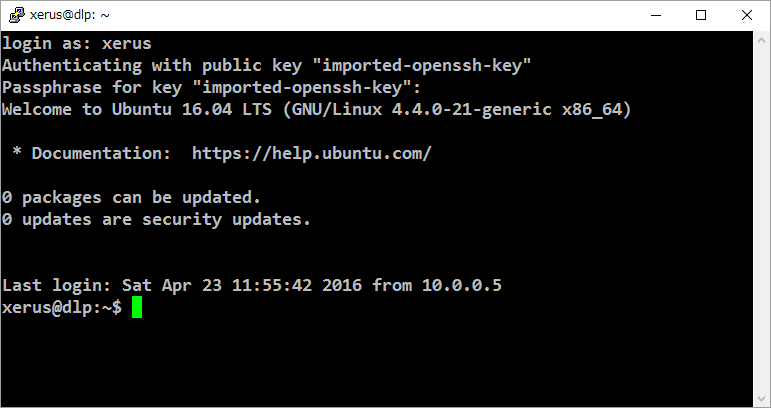 xerus@dlp: ~
login as: xerus
Authenticating with public key "imported-openssh-key"
Passphrase for key "imported-openssh-key":
Welcome to Ubuntu 16.04 LTS (GNU/Linux 4.4.0-21-generic x86_64)
 * Documentation:  https://help.ubuntu.com/
0 packages can be updated.
0 updates are security updates.
Last login: Sat Apr 23 11:55:42 2016 from 10.0.0.5
xerus@dlp:~$